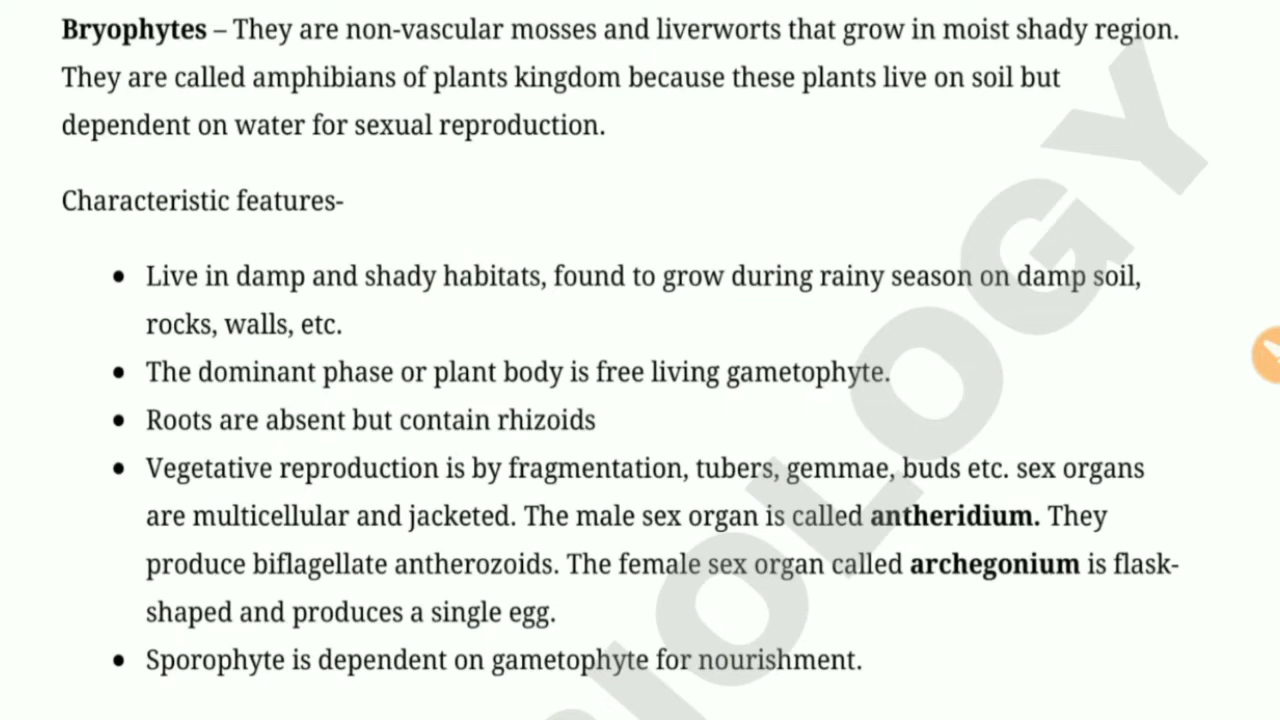 Bryophytes – They are non-vascular mosses and liverworts that grow in moist shady region.
They are called amphibians of plants kingdom because these plants live on soil but
dependent on water for sexual reproduction.
Characteristic features-
• Live in damp and shady habitats, found to grow during rainy season on damp soil,
rocks, walls, etc.
• The dominant phase or plant body is free living gametophyte.
• Roots are absent but contain rhizoids
• Vegetative reproduction is by fragmentation, tubers, gemmae, buds etc. sex organs
are multicellular and jacketed. The male sex organ is called antheridium. They
produce biflagellate antherozoids. The female sex organ called archegonium is flask-
shaped and produces a single egg.
• Sporophyte is dependent on gametophyte for nourishment.
IOLOGY